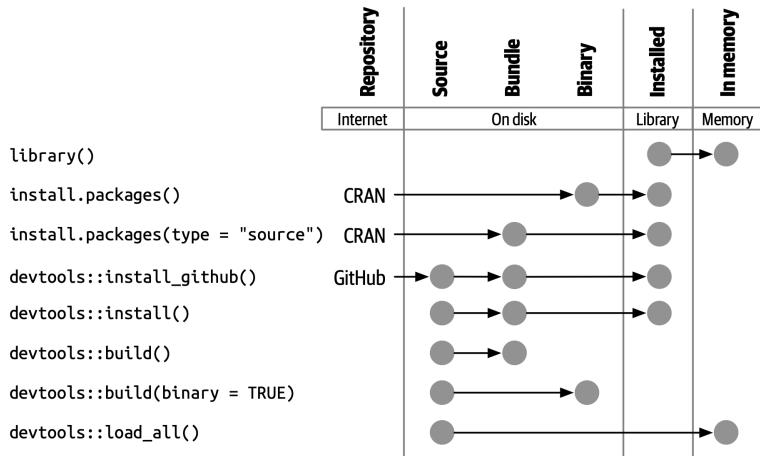 Repository Source Bundle Binary Installed In memory
Internet On disk Library Memory
library()
install.packages() CRAN
install.packages(type = "source") CRAN
devtools::install_github() GitHub
devtools::install()
devtools::build()
devtools::build(binary = TRUE)
devtools::load_all()